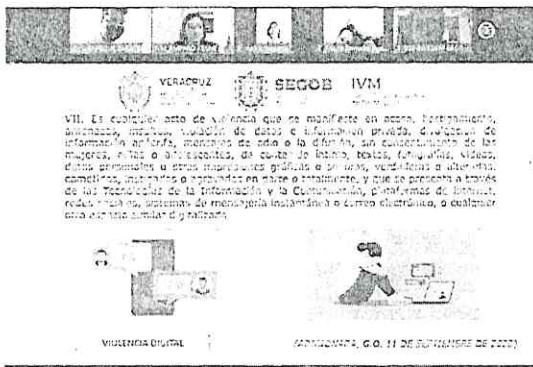 VERACRUZ SEGOB IVM
VII. Es cualquier acto de violencia que se manifieste en acoso, hostigamiento,
amenazas, insultos, violación de datos e información privada, divulgación de
información apócrifa, mensajes de odio o la difusión, sin consentimiento de las
mujeres, niñas o adolescentes, de contenido íntimo, textos, fotografías, videos,
datos personales u otras impresiones gráficas o sonoras, verdaderas o alteradas,
en parte o totalmente, y que se presenta a través
de las Tecnologías de la Información y la Comunicación, plataformas de internet,
redes sociales, sistemas de mensajería instantánea o correo electrónico, o cualquier
otro espacio similar digitalizado
VIOLENCIA DIGITAL
(ADICIONADA, G.O. 11 DE SEPTIEMBRE DE 2020)